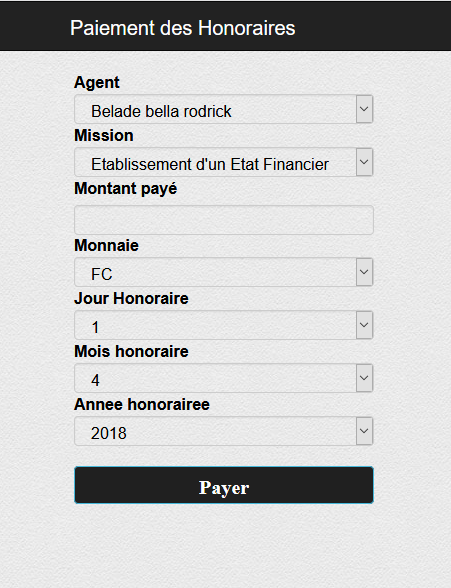 Paiement des Honoraires
Agent
Belade bella rodrick
Mission
Etablissement d'un Etat Financier
Montant payé
Monnaie
FC
Jour Honoraire
1
Mois honoraire
4
Annee honorairee
2018
Payer